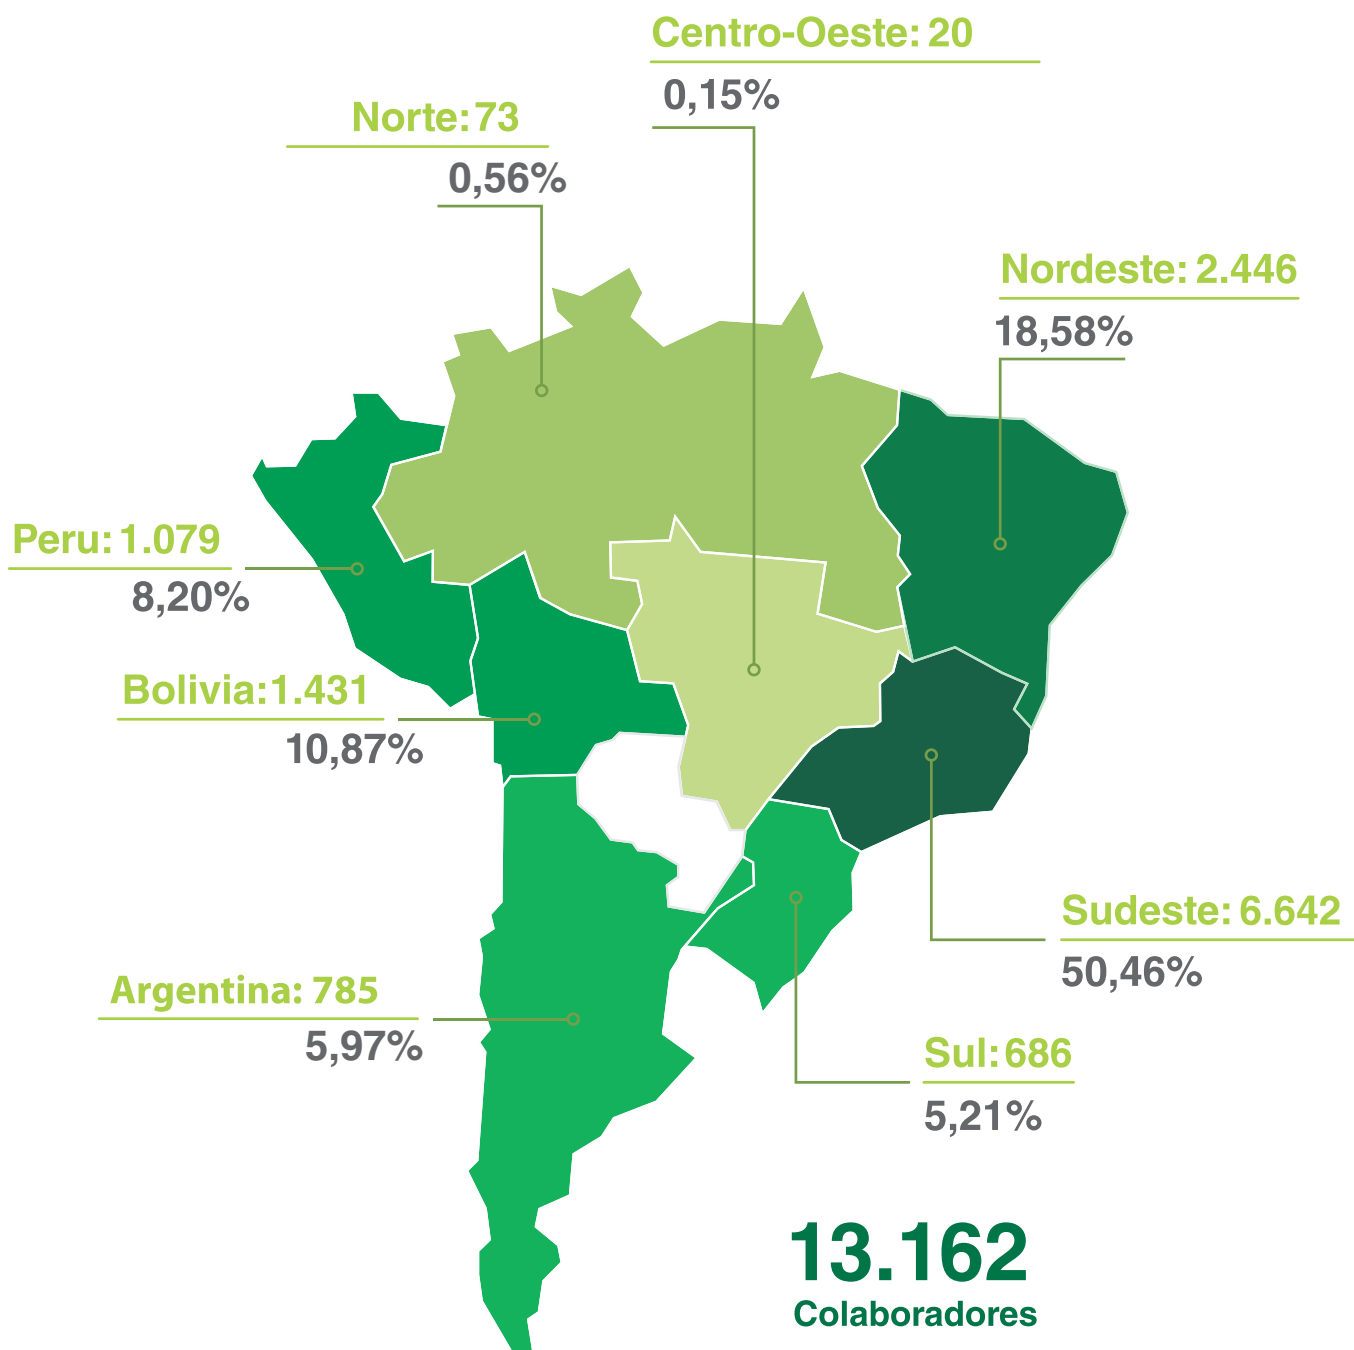 Centro-Oeste: 20
0,15%
Norte: 73
0,56%
Nordeste: 2.446
18,58%
Peru: 1.079
8,20%
Bolivia:1.431
10,87%
Sudeste: 6.642
50,46%
Argentina: 785
5,97%
Sul: 686
5,21%
13.162
Colaboradores